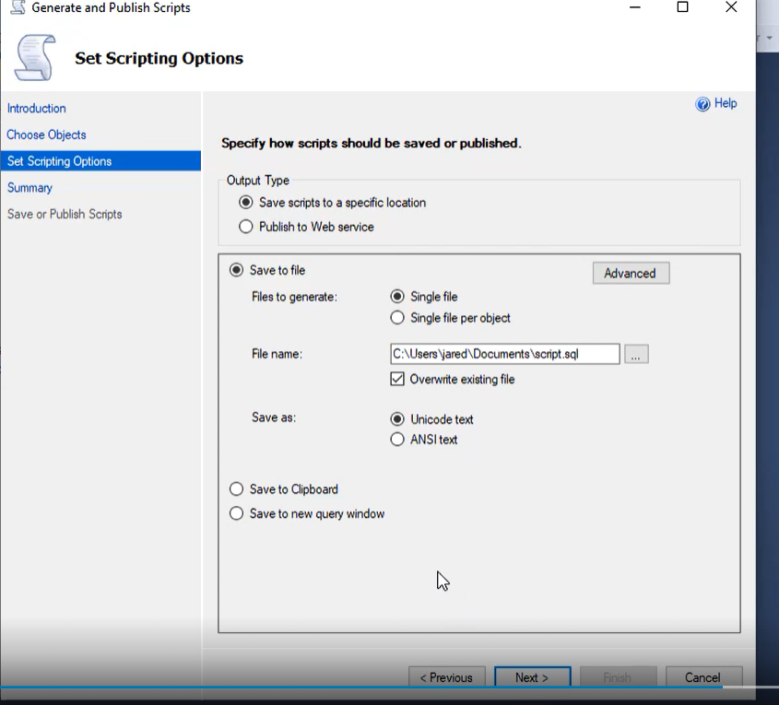 Generate and Publish Scripts
Set Scripting Options
Help
Introduction
Choose Objects
Set Scripting Options
Summary
Save or Publish Scripts
Specify how scripts should be saved or published.
Output Type
Save scripts to a specific location
Publish to Web service
Save to file
Advanced
Files to generate:
Single file
Single file per object
File name:
C:\Users\jared\Documents\script.sql
...
Overwrite existing file
Save as:
Unicode text
ANSI text
Save to Clipboard
Save to new query window
< Previous
Next >
Finish
Cancel